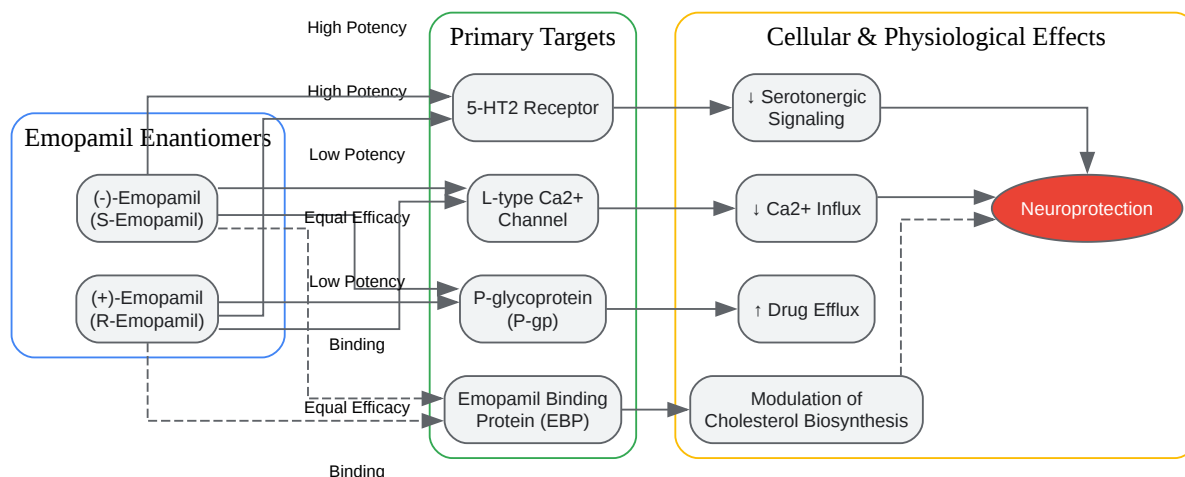 High Potency
Primary Targets
Cellular & Physiological Effects
High Potency
5-HT2 Receptor
↓ Serotonergic
Signaling
Emopamil Enantiomers
Low Potency
(-)-Emopamil
(S-Emopamil)
L-type Ca2+
Channel
↓ Ca2+ Influx
Neuroprotection
Equal Efficacy
Low Potency
(+)-Emopamil
(R-Emopamil)
P-glycoprotein
(P-gp)
↑ Drug Efflux
Binding
Equal Efficacy
Emopamil Binding
Protein (EBP)
Modulation of
Cholesterol Biosynthesis
Binding